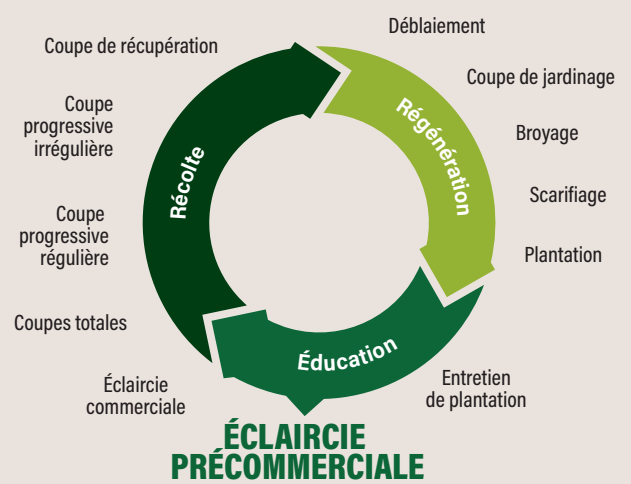 Déblaiement
Coupe de jardinage
Broyage
Scarifiage
Plantation
Régénération
Entretien
de plantation
Éducation
ÉCLAIRCIE
PRÉCOMMERCIALE
Éclaircie
commerciale
Coupes totales
Coupe
progressive
régulière
Coupe
progressive
irrégulière
Coupe de récupération
Récolte